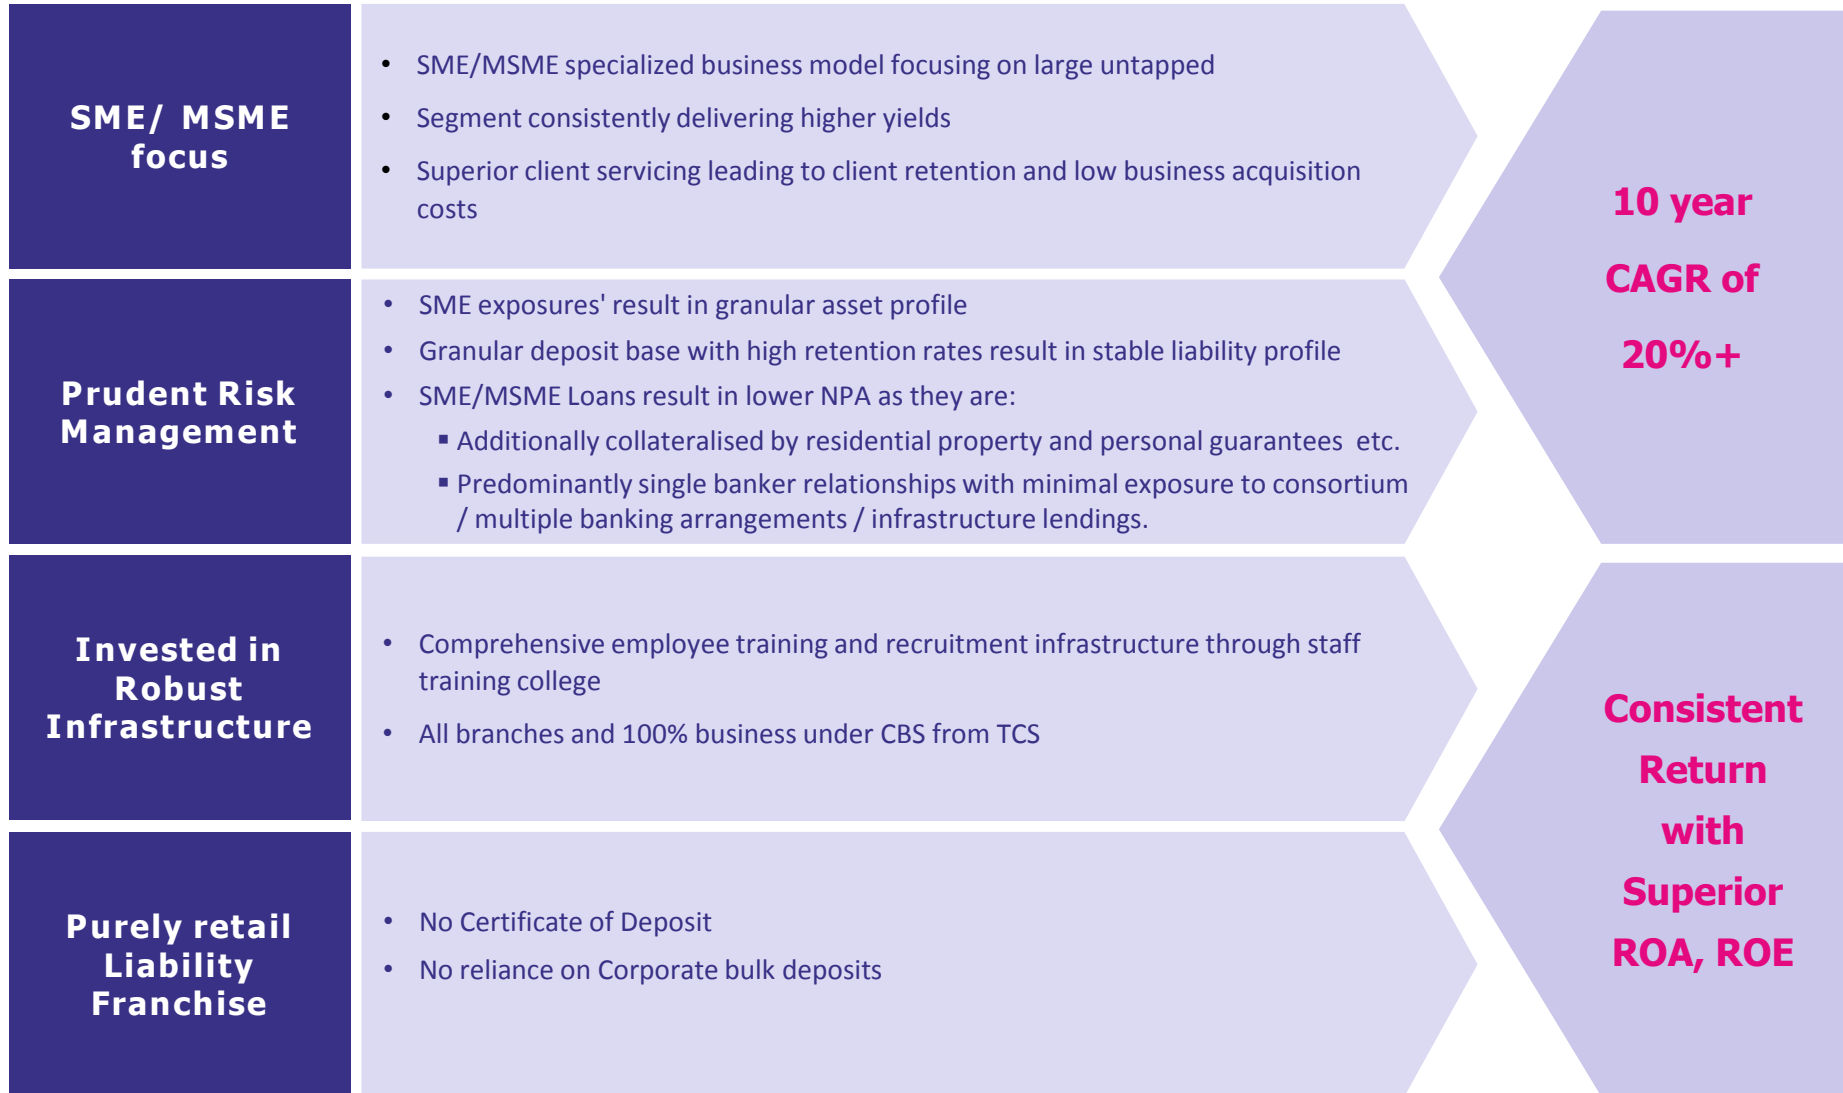 SME/ MSME
focus
• SME/MSME specialized business model focusing on large untapped
• Segment consistently delivering higher yields
• Superior client servicing leading to client retention and low business acquisition
costs
Prudent Risk
Management
• SME exposures' result in granular asset profile
• Granular deposit base with high retention rates result in stable liability profile
• SME/MSME Loans result in lower NPA as they are:
▪ Additionally collateralised by residential property and personal guarantees etc.
▪ Predominantly single banker relationships with minimal exposure to consortium
/ multiple banking arrangements / infrastructure lendings.
10 year
CAGR of
20%+
Invested in
Robust
Infrastructure
• Comprehensive employee training and recruitment infrastructure through staff
training college
• All branches and 100% business under CBS from TCS
Purely retail
Liability
Franchise
• No Certificate of Deposit
• No reliance on Corporate bulk deposits
Consistent
Return
with
Superior
ROA, ROE